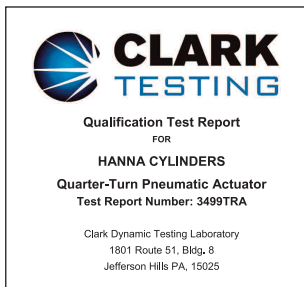 CLARK
TESTING
Qualification Test Report
FOR
HANNA CYLINDERS
Quarter-Turn Pneumatic Actuator
Test Report Number: 3499TRA
Clark Dynamic Testing Laboratory
1801 Route 51, Bldg. 8
Jefferson Hills PA, 15025